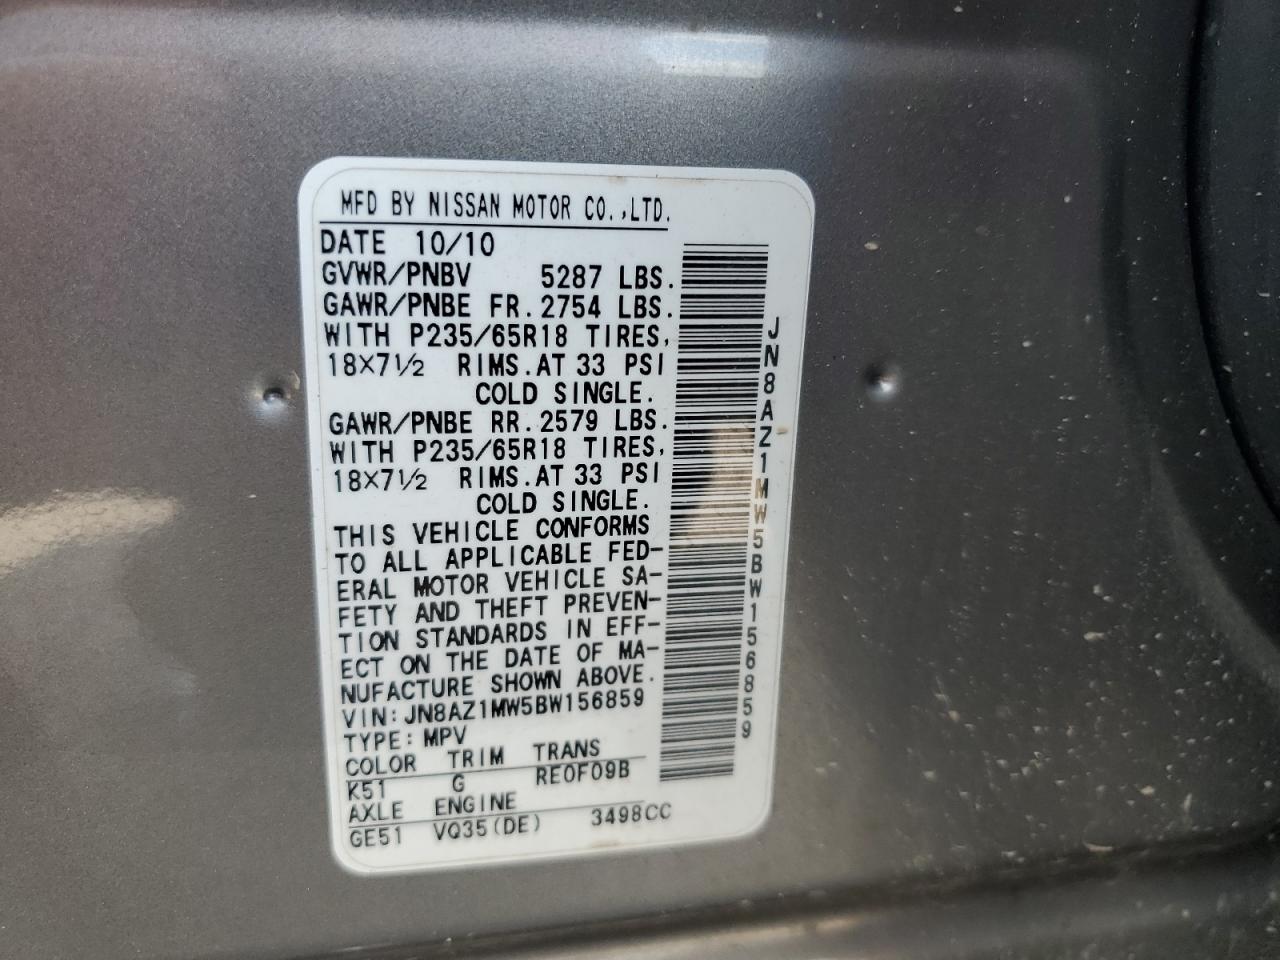 MFD BY NISSAN MOTOR CO.,LTD.
DATE 10/10
GVWR/PNBV 5287 LBS.
GAWR/PNBE FR. 2754 LBS.
WITH P235/65R18 TIRES,
18×7½ RIMS. AT 33 PSI
COLD SINGLE.
GAWR/PNBE RR. 2579 LBS.
WITH P235/65R18 TIRES,
18×7½ RIMS. AT 33 PSI
COLD SINGLE.
THIS VEHICLE CONFORMS
TO ALL APPLICABLE FED-
ERAL MOTOR VEHICLE SA-
FETY AND THEFT PREVEN-
TION STANDARDS IN EFF-
ECT ON THE DATE OF MA-
NUFACTURE SHOWN ABOVE.
VIN: JN8AZ1MW5BW156859
TYPE: MPV
COLOR TRIM TRANS
K51 G RE0F09B
AXLE ENGINE
GE51 VQ35(DE) 3498CC
JN8AZ1MW5BW156859